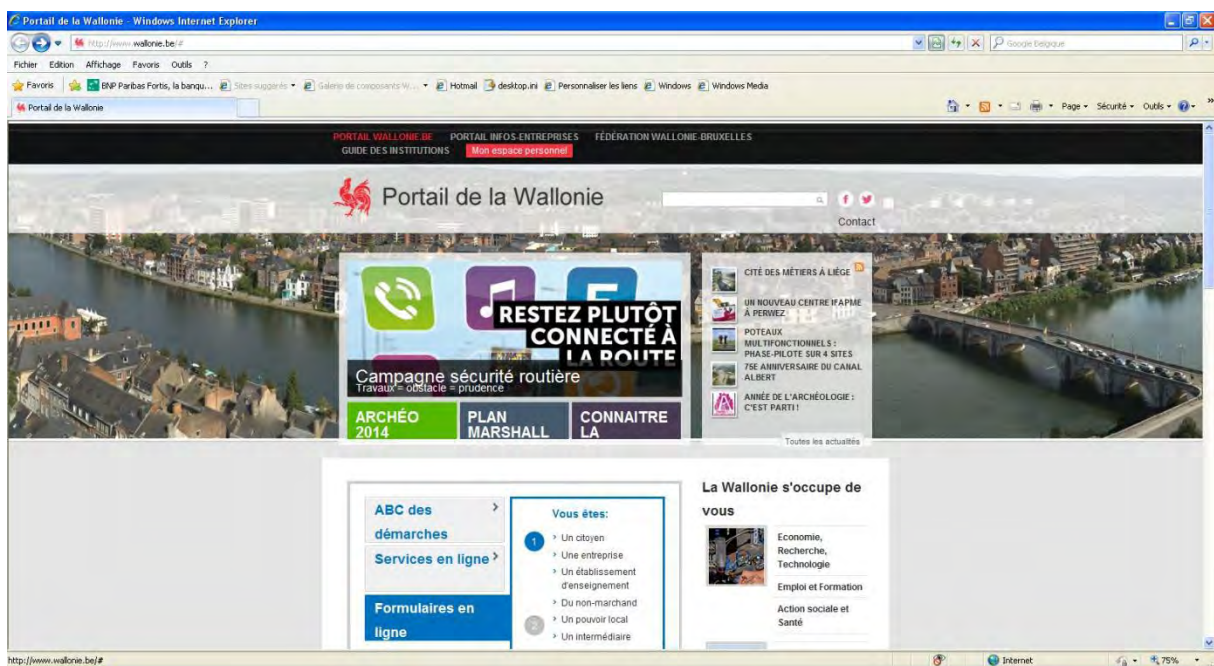 Portail de la Wallonie - Windows Internet Explorer
http://www.wallonie.be/#
Google Belgique
Fichier Edition Affichage Favoris Outils ?
Favoris BNP Paribas Fortis, la banqu... Sites suggérés Galerie de composants W... Hotmail desktop.ini Personnaliser les liens Windows Windows Media
Portail de la Wallonie
Page Sécurité Outils
PORTAIL WALLONIE.BE PORTAIL INFOS-ENTREPRISES FÉDÉRATION WALLONIE-BRUXELLES
GUIDE DES INSTITUTIONS Mon espace personnel
Portail de la Wallonie
Contact
RESTEZ PLUTÔT
CONNECTÉ À
LA ROUTE
Campagne sécurité routière
Travaux = obstacle = prudence
ARCHÉO
2014
PLAN
MARSHALL
CONNAITRE
LA
CITÉ DES MÉTIERS À LIÈGE
UN NOUVEAU CENTRE IFAPME
À PERWEZ
POTEAUX
MULTIFONCTIONNELS :
PHASE-PILOTE SUR 4 SITES
75E ANNIVERSAIRE DU CANAL
ALBERT
ANNÉE DE L'ARCHÉOLOGIE :
C'EST PARTI !
Toutes les actualités
ABC des
démarches
Services en ligne
Formulaires en
ligne
Vous êtes:
1
Un citoyen
Une entreprise
Un établissement
d'enseignement
Du non-marchand
2
Un pouvoir local
Un intermédiaire
La Wallonie s'occupe de
vous
Economie,
Recherche,
Technologie
Emploi et Formation
Action sociale et
Santé
http://www.wallonie.be/#
Internet
75%